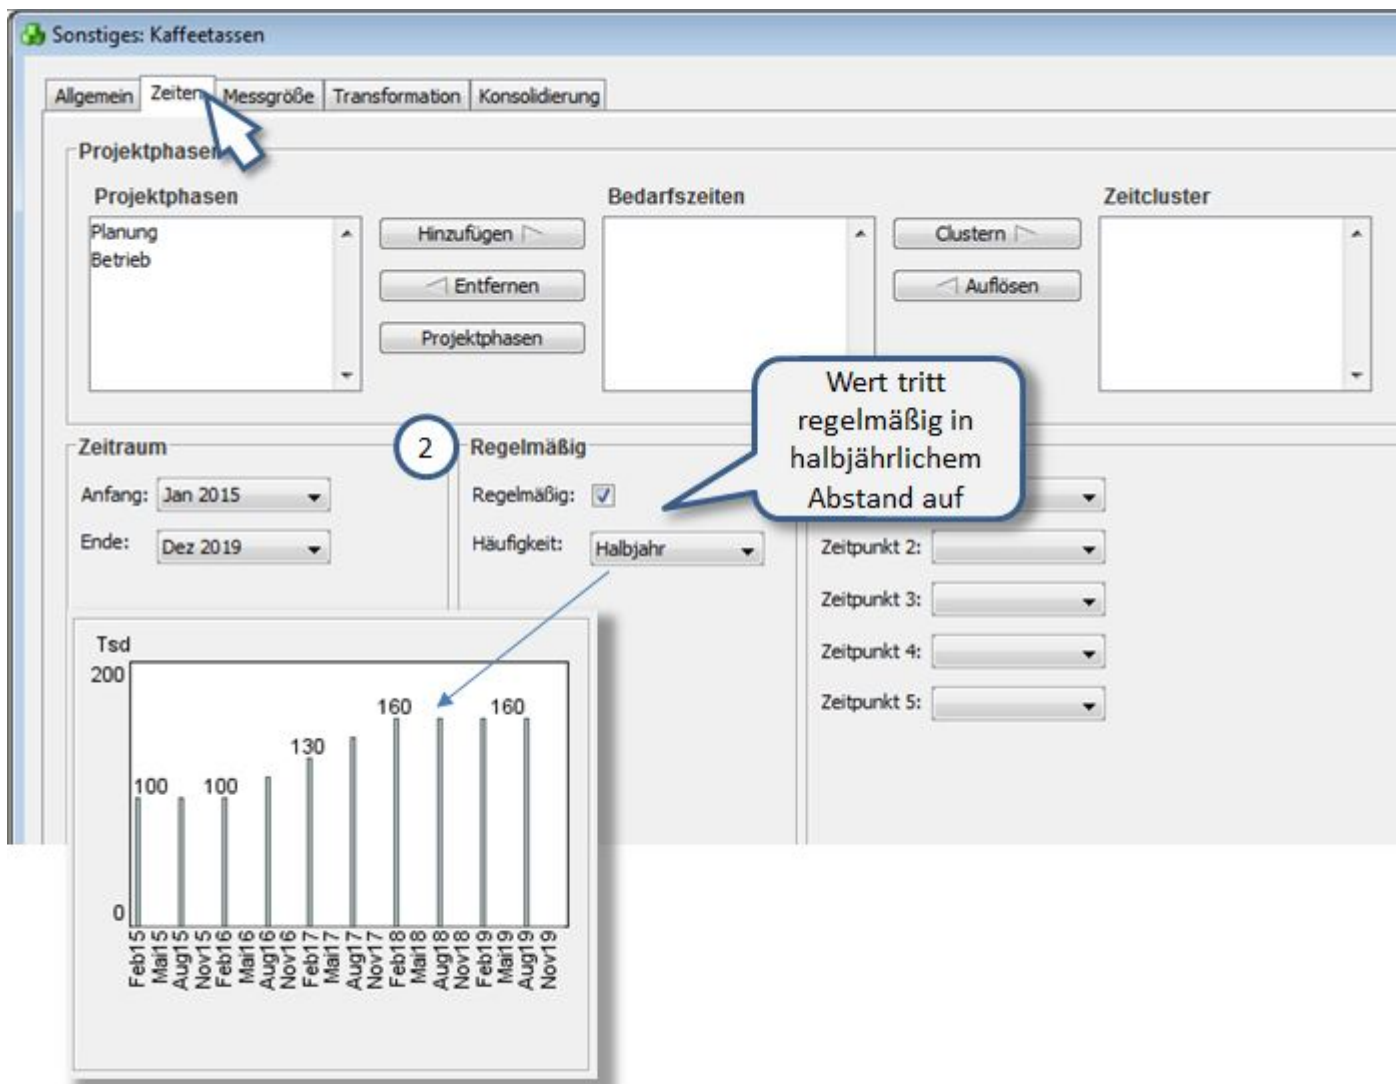 Sonstiges: Kaffeetassen
Allgemein Zeiten Messgröße Transformation Konsolidierung
Projektphasen
Projektphasen
Bedarfszeiten
Zeitcluster
Planung
Betrieb
Hinzufügen
Entfernen
Projektphasen
Clustern
Auflösen
Wert tritt
regelmäßig in
halbjährlichem
Abstand auf
Zeitraum
Anfang: Jan 2015
Ende: Dez 2019
2
Regelmäßig
Regelmäßig:
Häufigkeit: Halbjahr
Zeitpunkt 2:
Zeitpunkt 3:
Zeitpunkt 4:
Zeitpunkt 5:
Tsd
200
0
100 100 130 160 160
Feb15 Mai15 Aug15 Nov15 Feb16 Mai16 Aug16 Nov16 Feb17 Mai17 Aug17 Nov17 Feb18 Mai18 Aug18 Nov18 Feb19 Mai19 Aug19 Nov19